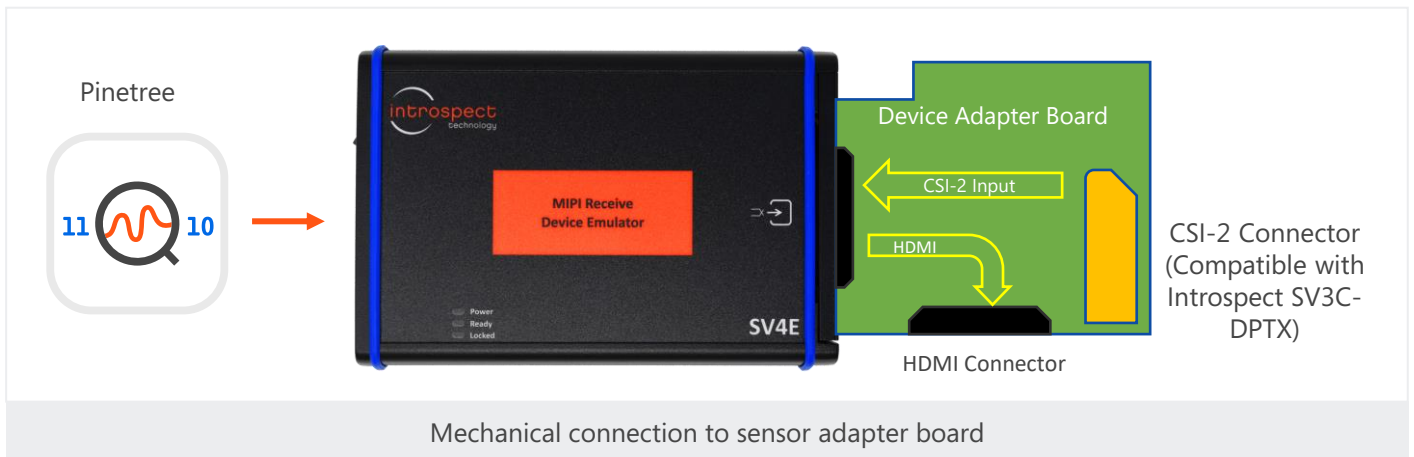 Pinetree
11
10
introspect
technology
MIPI Receive
Device Emulator
Power
Ready
Locked
SV4E
Device Adapter Board
CSI-2 Input
HDMI
HDMI Connector
CSI-2 Connector
(Compatible with
Introspect SV3C-
DPTX)
Mechanical connection to sensor adapter board